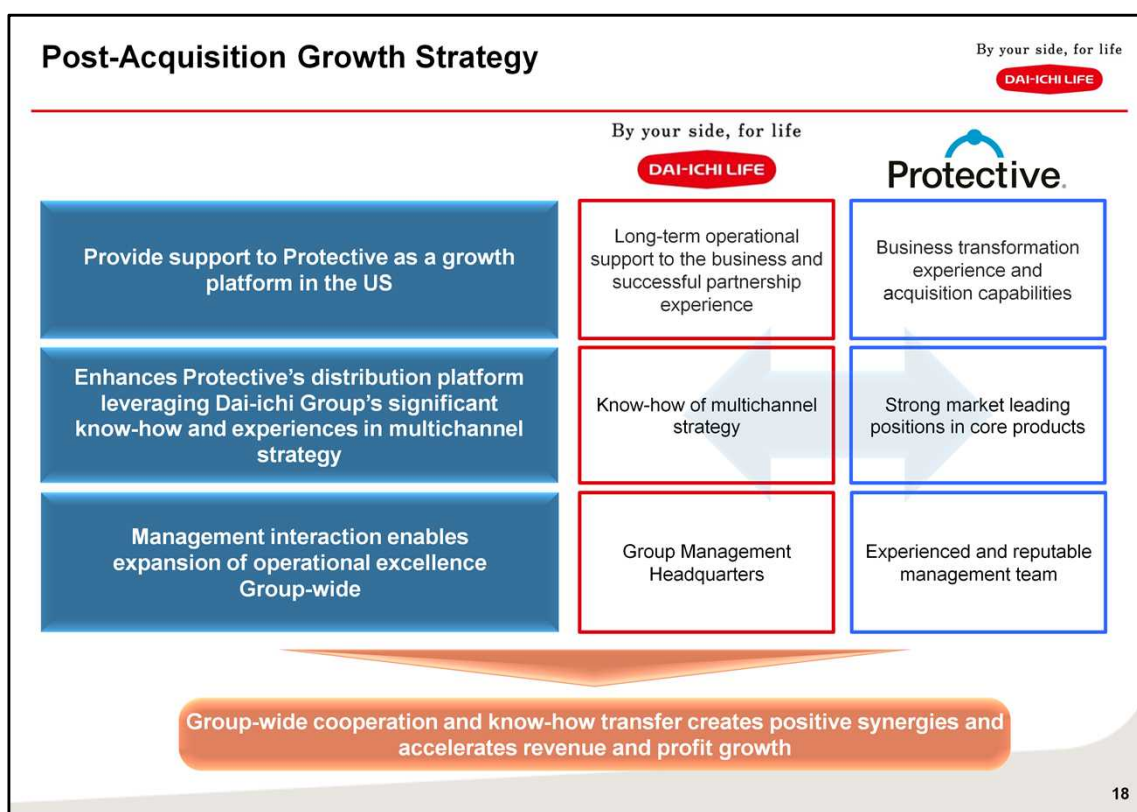 Post-Acquisition Growth Strategy
By your side, for life
DAI-ICHI LIFE
By your side, for life
DAI-ICHI LIFE
Protective.
Provide support to Protective as a growth
platform in the US
Long-term operational
support to the business and
successful partnership
experience
Business transformation
experience and
acquisition capabilities
Enhances Protective's distribution platform
leveraging Dai-ichi Group's significant
know-how and experiences in multichannel
strategy
Know-how of multichannel
strategy
Strong market leading
positions in core products
Management interaction enables
expansion of operational excellence
Group-wide
Group Management
Headquarters
Experienced and reputable
management team
Group-wide cooperation and know-how transfer creates positive synergies and
accelerates revenue and profit growth
18